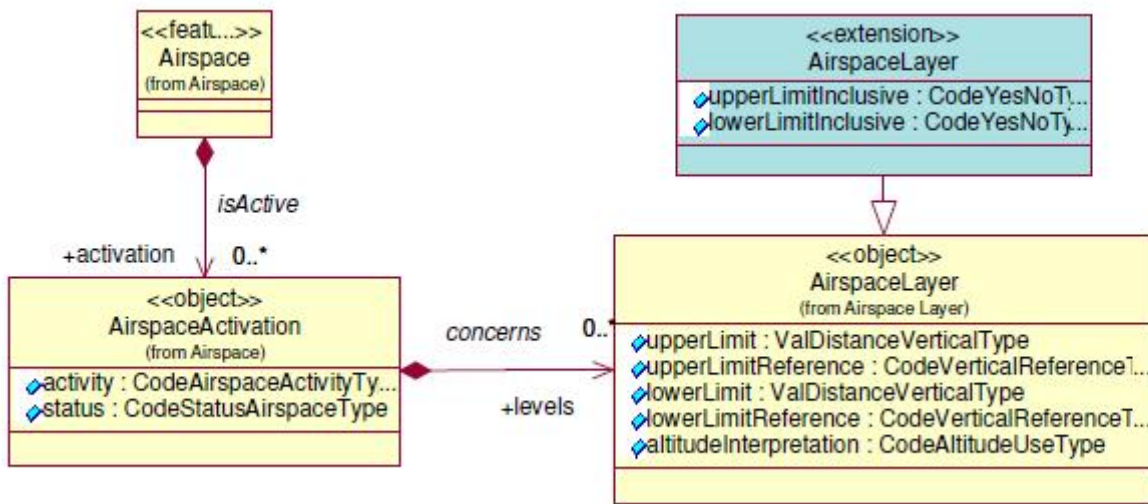 <<featu...>>
Airspace
(from Airspace)
<<extension>>
AirspaceLayer
upperLimitInclusive : CodeYesNoTy...
lowerLimitInclusive : CodeYesNoTy...
isActive
+activation
0..*
<<object>>
AirspaceActivation
(from Airspace)
activity : CodeAirspaceActivityTy...
status : CodeStatusAirspaceType
concerns
0..*
+levels
<<object>>
AirspaceLayer
(from Airspace Layer)
upperLimit : ValDistanceVerticalType
upperLimitReference : CodeVerticalReferenceT...
lowerLimit : ValDistanceVerticalType
lowerLimitReference : CodeVerticalReferenceT...
altitudeInterpretation : CodeAltitudeUseType